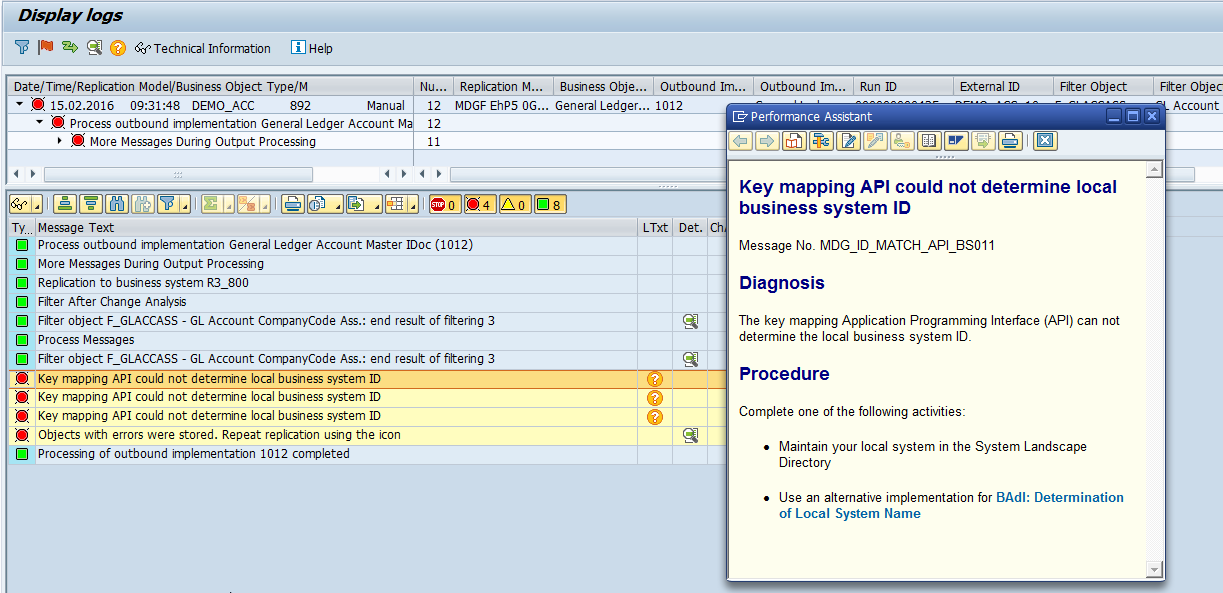 Display logs
Technical Information Help
Date/Time/Replication Model/Business Object Type/M Nu... Replication M... Business Obje... Outbound Im... Outbound Im... Run ID External ID Filter Object Filter Objec
15.02.2016 09:31:48 DEMO_ACC 892 Manual 12 MDGF EhP5 0G... General Ledger... 1012
GL Account
Process outbound implementation General Ledger Account Ma 12
More Messages During Output Processing 11
STOP 0 4 0 8
Ty... Message Text LTxt Det.
Process outbound implementation General Ledger Account Master IDoc (1012)
More Messages During Output Processing
Replication to business system R3_800
Filter After Change Analysis
Filter object F_GLACCASS - GL Account CompanyCode Ass.: end result of filtering 3
Process Messages
Filter object F_GLACCASS - GL Account CompanyCode Ass.: end result of filtering 3
Key mapping API could not determine local business system ID
Key mapping API could not determine local business system ID
Key mapping API could not determine local business system ID
Objects with errors were stored. Repeat replication using the icon
Processing of outbound implementation 1012 completed
Performance Assistant
Key mapping API could not determine local
business system ID
Message No. MDG_ID_MATCH_API_BS011
Diagnosis
The key mapping Application Programming Interface (API) can not
determine the local business system ID.
Procedure
Complete one of the following activities:
Maintain your local system in the System Landscape
Directory
Use an alternative implementation for BAdI: Determination
of Local System Name